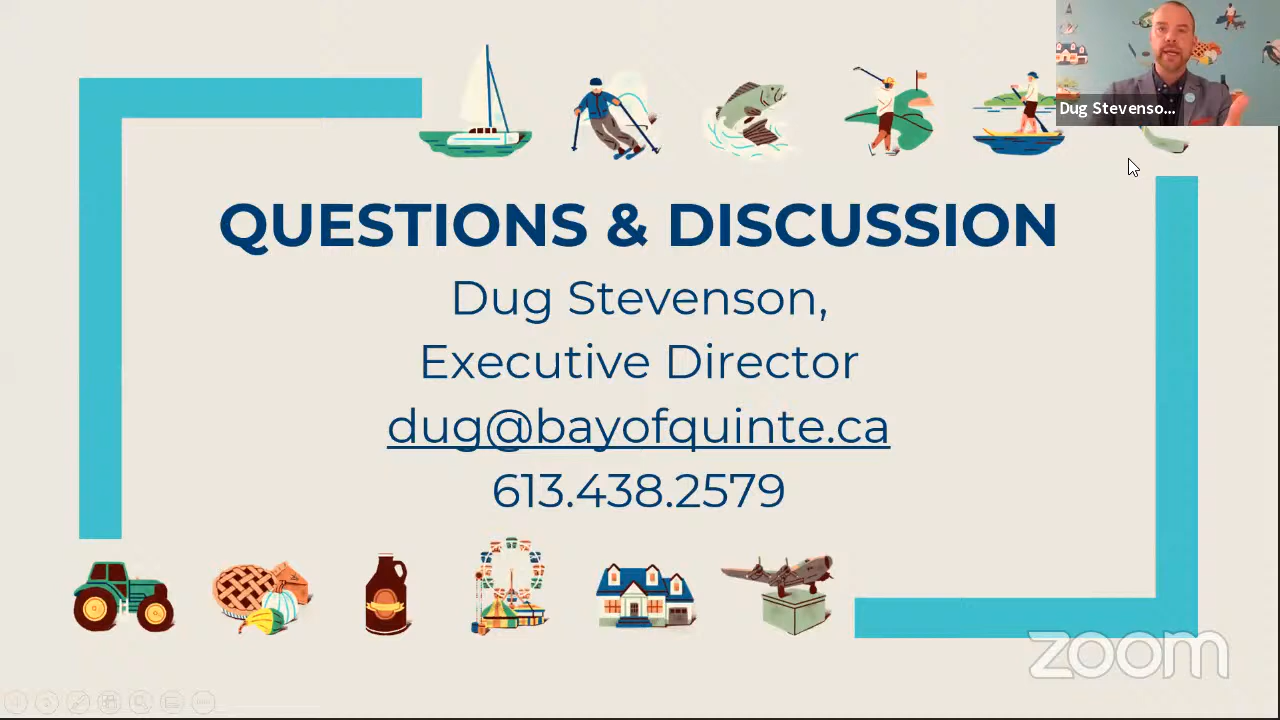 Dug Stevenso...
QUESTIONS & DISCUSSION
Dug Stevenson,
Executive Director
dug@bayofquinte.ca
613.438.2579
zoom